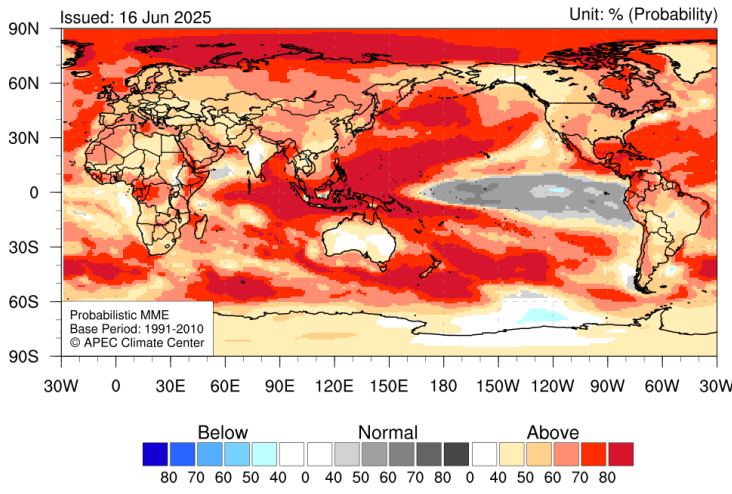 Issued: 16 Jun 2025
Unit: % (Probability)
90N
60N
30N
0
30S
60S
90S
Probabilistic MME
Base Period: 1991-2010
© APEC Climate Center
30W 0 30E 60E 90E 120E 150E 180 150W 120W 90W 60W 30W
Below Normal Above
80 70 60 50 40 0 40 50 60 70 80 0 40 50 60 70 80